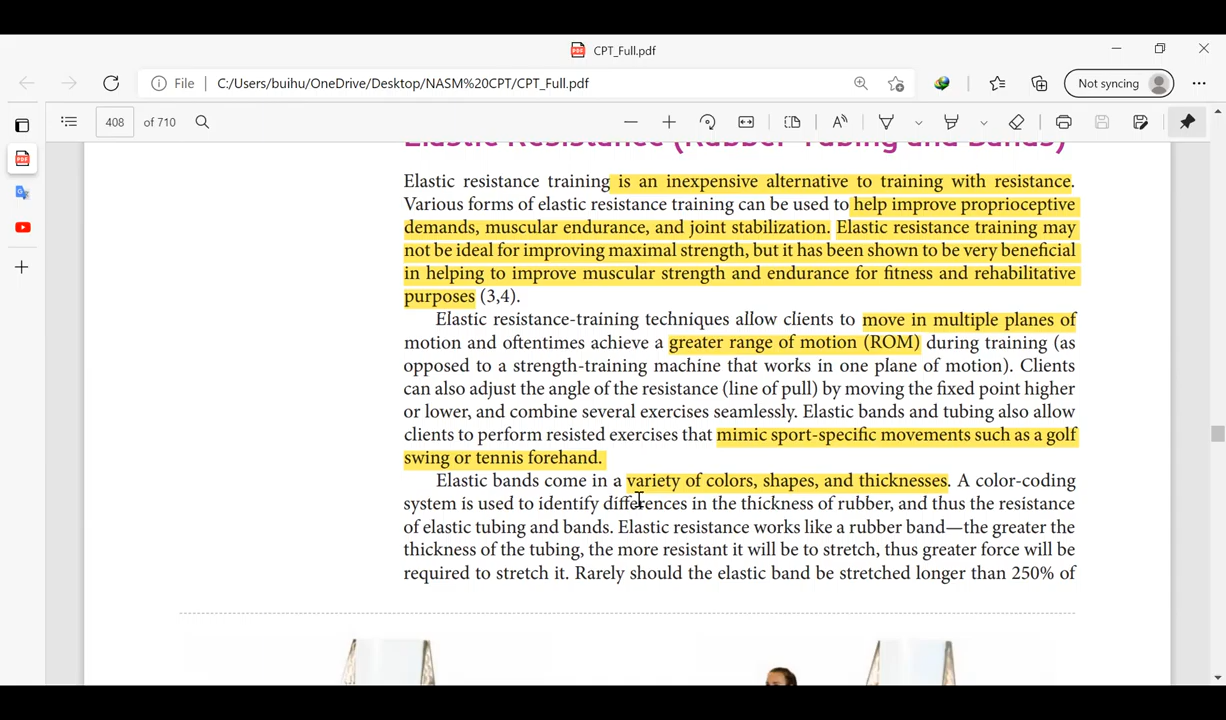 CPT_Full.pdf
File
C:/Users/buihu/OneDrive/Desktop/NASM%20CPT/CPT_Full.pdf
Not syncing
408
of 710
Elastic Resistance (Rubber Tubing and Bands)
Elastic resistance training is an inexpensive alternative to training with resistance.
Various forms of elastic resistance training can be used to help improve proprioceptive
demands, muscular endurance, and joint stabilization. Elastic resistance training may
not be ideal for improving maximal strength, but it has been shown to be very beneficial
in helping to improve muscular strength and endurance for fitness and rehabilitative
purposes (3,4).
Elastic resistance-training techniques allow clients to move in multiple planes of
motion and oftentimes achieve a greater range of motion (ROM) during training (as
opposed to a strength-training machine that works in one plane of motion). Clients
can also adjust the angle of the resistance (line of pull) by moving the fixed point higher
or lower, and combine several exercises seamlessly. Elastic bands and tubing also allow
clients to perform resisted exercises that mimic sport-specific movements such as a golf
swing or tennis forehand.
Elastic bands come in a variety of colors, shapes, and thicknesses. A color-coding
system is used to identify differences in the thickness of rubber, and thus the resistance
of elastic tubing and bands. Elastic resistance works like a rubber band—the greater the
thickness of the tubing, the more resistant it will be to stretch, thus greater force will be
required to stretch it. Rarely should the elastic band be stretched longer than 250% of